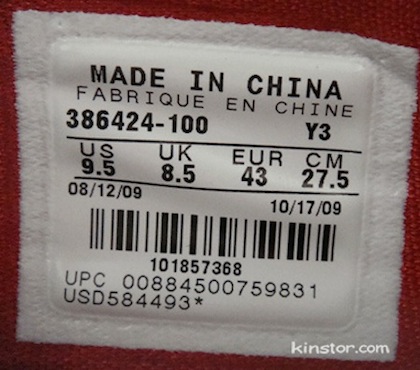 MADE IN CHINA
FABRIQUE EN CHINE
386424-100 Y3
US UK EUR CM
9.5 8.5 43 27.5
08/12/09 10/17/09
101857368
UPC 00884500759831
USD584493*
kinstor.com